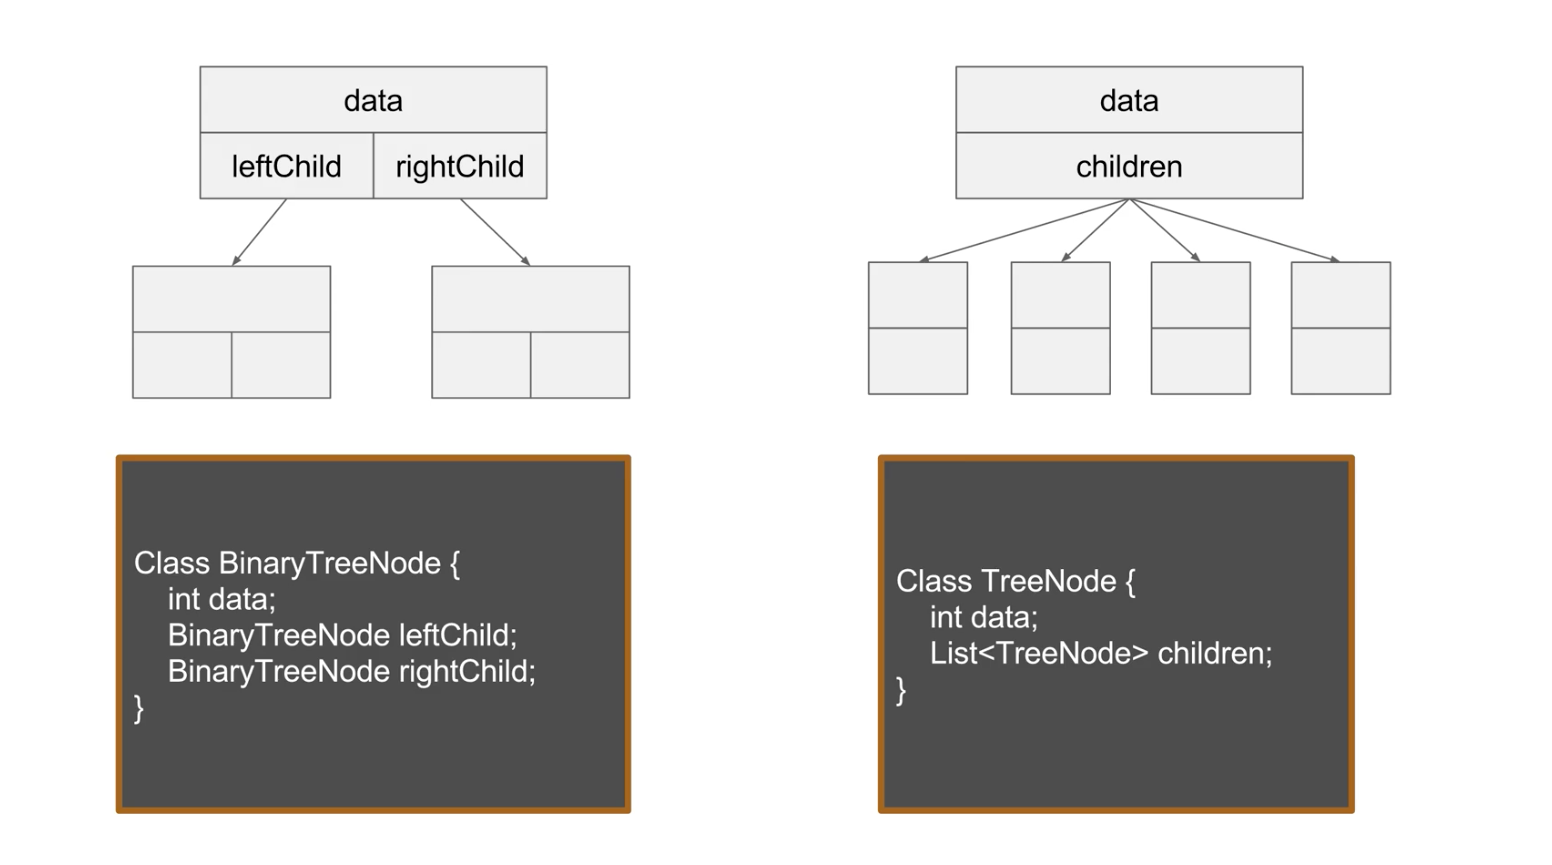 data
leftChild rightChild
data
children
Class BinaryTreeNode {
int data;
BinaryTreeNode leftChild;
BinaryTreeNode rightChild;
}
Class TreeNode {
int data;
List<TreeNode> children;
}